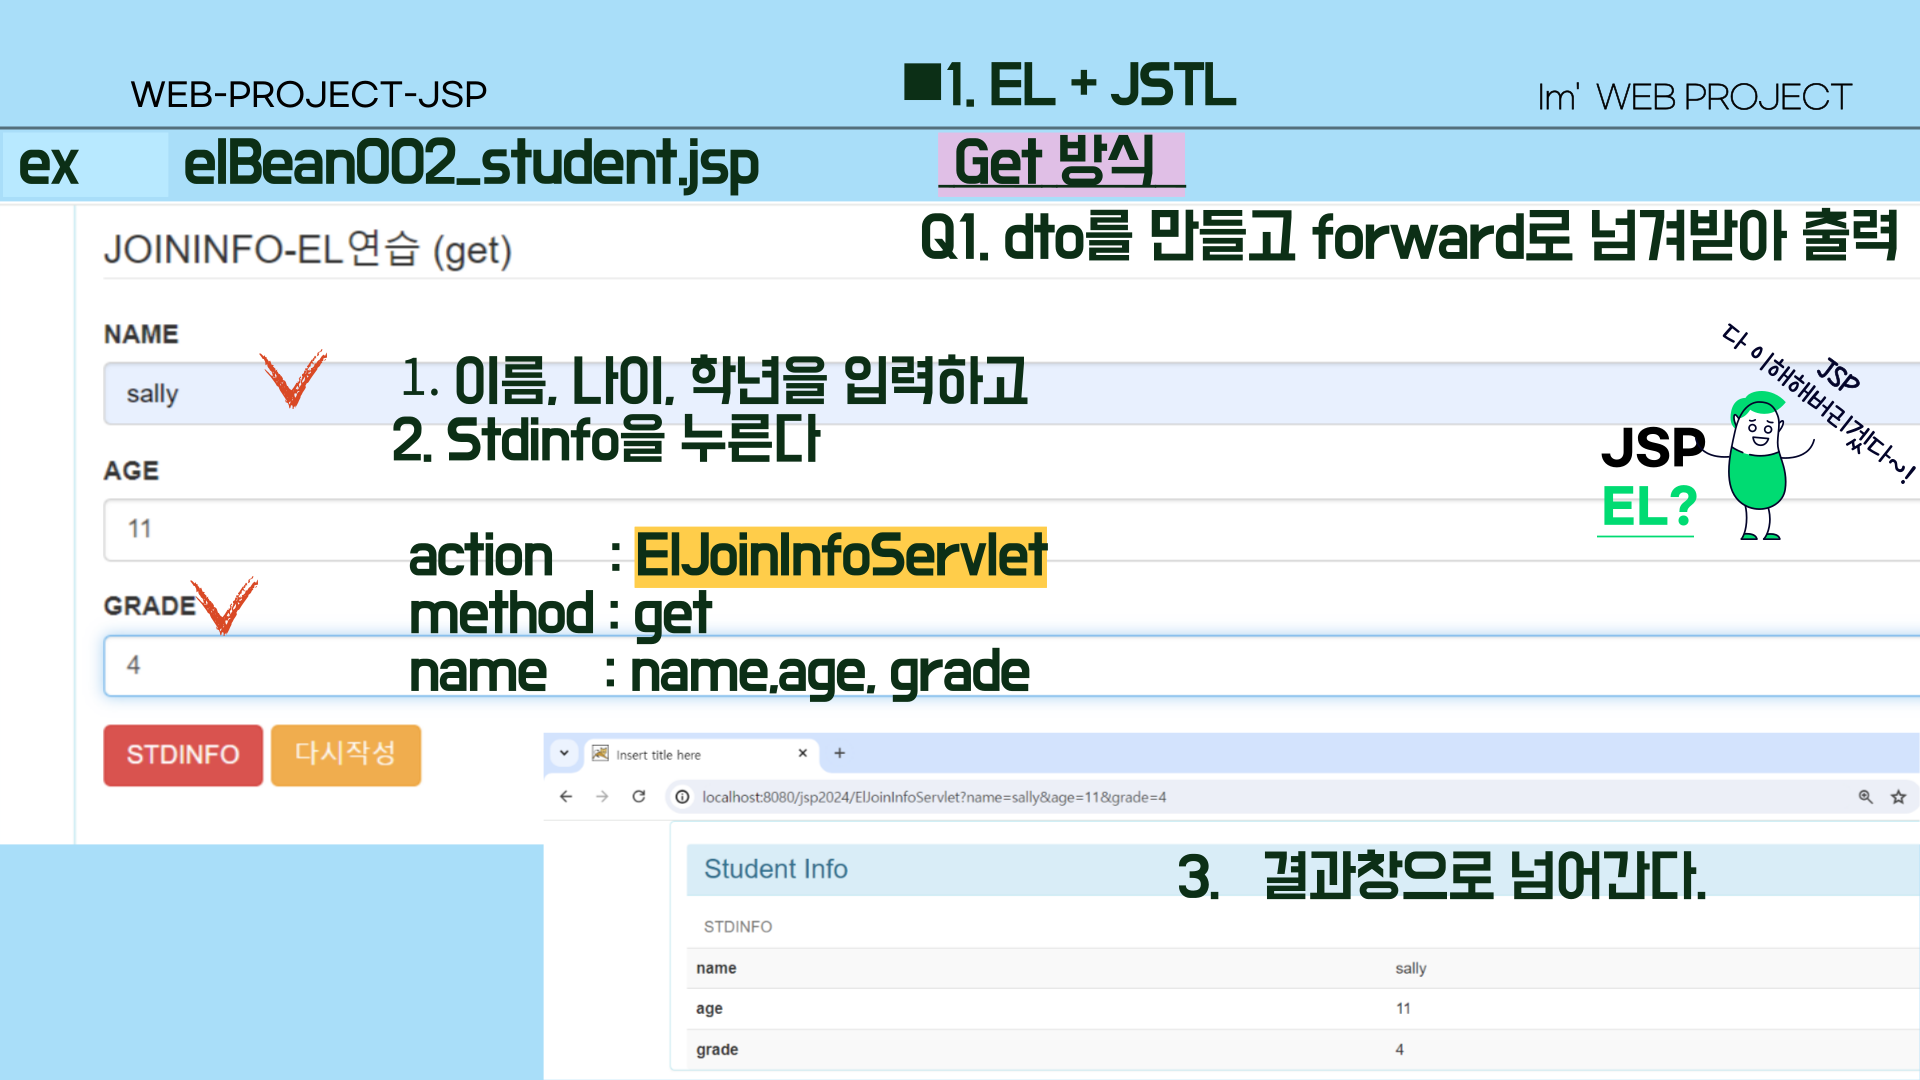 WEB-PROJECT-JSP
■1. EL + JSTL
Im' WEB PROJECT
ex
elBean002_student.jsp
Get 방식
Q1. dto를 만들고 forward로 넘겨받아 출력
JOININFO-EL연습 (get)
NAME
sally
1. 이름, 나이, 학년을 입력하고
2. Stdinfo을 누른다
JSP
다 이해해버리겠다~!
JSP
EL?
AGE
11
action : ElJoinInfoServlet
method : get
name : name,age, grade
GRADE
4
STDINFO
다시작성
Insert title here
localhost:8080/jsp2024/ElJoinInfoServlet?name=sally&age=11&grade=4
Student Info
3. 결과창으로 넘어간다.
STDINFO
name sally
age 11
grade 4